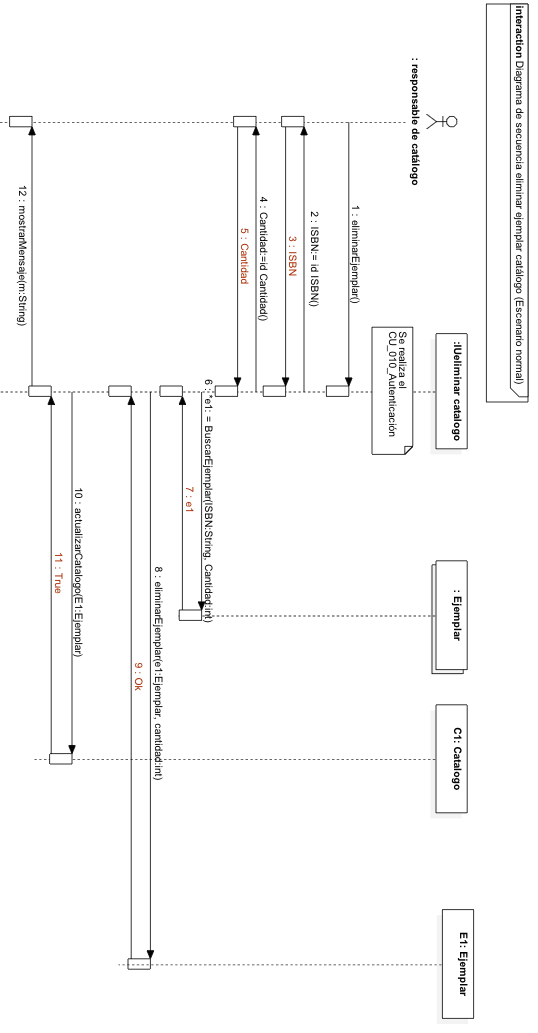 interaction Diagrama de secuencia eliminar ejemplar catálogo (Escenario normal)
: responsable de catálogo
:IUeliminar catalogo
: Ejemplar
C1: Catalogo
E1: Ejemplar
Se realiza el
CU_010_Autenticación
1 : eliminarEjemplar()
2 : ISBN:= id ISBN()
3 : ISBN
4 : Cantidad:=id Cantidad()
5 : Cantidad
6 : *e1: = BuscarEjemplar(ISBN:String, Cantidad:int)
7 : e1
8 : eliminarEjemplar(e1:Ejemplar, cantidad:int)
9 : Ok
10 : actualizarCatalogo(E1:Ejemplar)
11 : True
12 : mostrarMensaje(m:String)